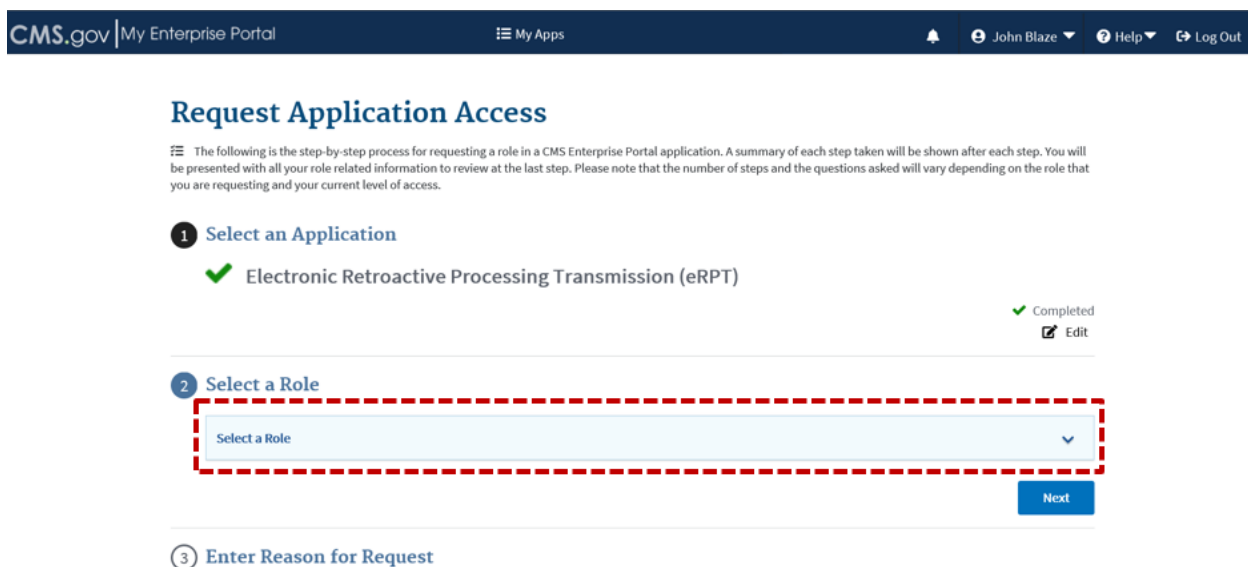 CMS.gov My Enterprise Portal My Apps John Blaze Help Log Out
Request Application Access
The following is the step-by-step process for requesting a role in a CMS Enterprise Portal application. A summary of each step taken will be shown after each step. You will
be presented with all your role related information to review at the last step. Please note that the number of steps and the questions asked will vary depending on the role that
you are requesting and your current level of access.
1 Select an Application
Electronic Retroactive Processing Transmission (eRPT)
Completed
Edit
2 Select a Role
Select a Role
Next
3 Enter Reason for Request